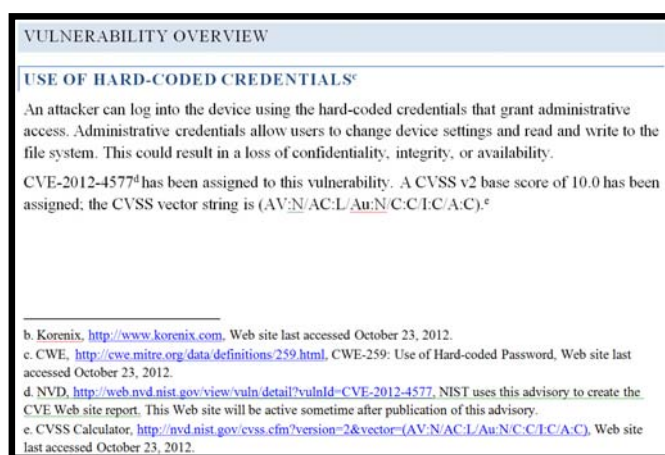 VULNERABILITY OVERVIEW
USE OF HARD-CODED CREDENTIALSc
An attacker can log into the device using the hard-coded credentials that grant administrative
access. Administrative credentials allow users to change device settings and read and write to the
file system. This could result in a loss of confidentiality, integrity, or availability.
CVE-2012-4577d has been assigned to this vulnerability. A CVSS v2 base score of 10.0 has been
assigned; the CVSS vector string is (AV:N/AC:L/Au:N/C:C/I:C/A:C).e
b. Korenix, http://www.korenix.com, Web site last accessed October 23, 2012.
c. CWE, http://cwe.mitre.org/data/definitions/259.html, CWE-259: Use of Hard-coded Password, Web site last
accessed October 23, 2012.
d. NVD, http://web.nvd.nist.gov/view/vuln/detail?vulnId=CVE-2012-4577, NIST uses this advisory to create the
CVE Web site report. This Web site will be active sometime after publication of this advisory.
e. CVSS Calculator, http://nvd.nist.gov/cvss.cfm?version=2&vector=(AV:N/AC:L/Au:N/C:C/I:C/A:C), Web site
last accessed October 23, 2012.